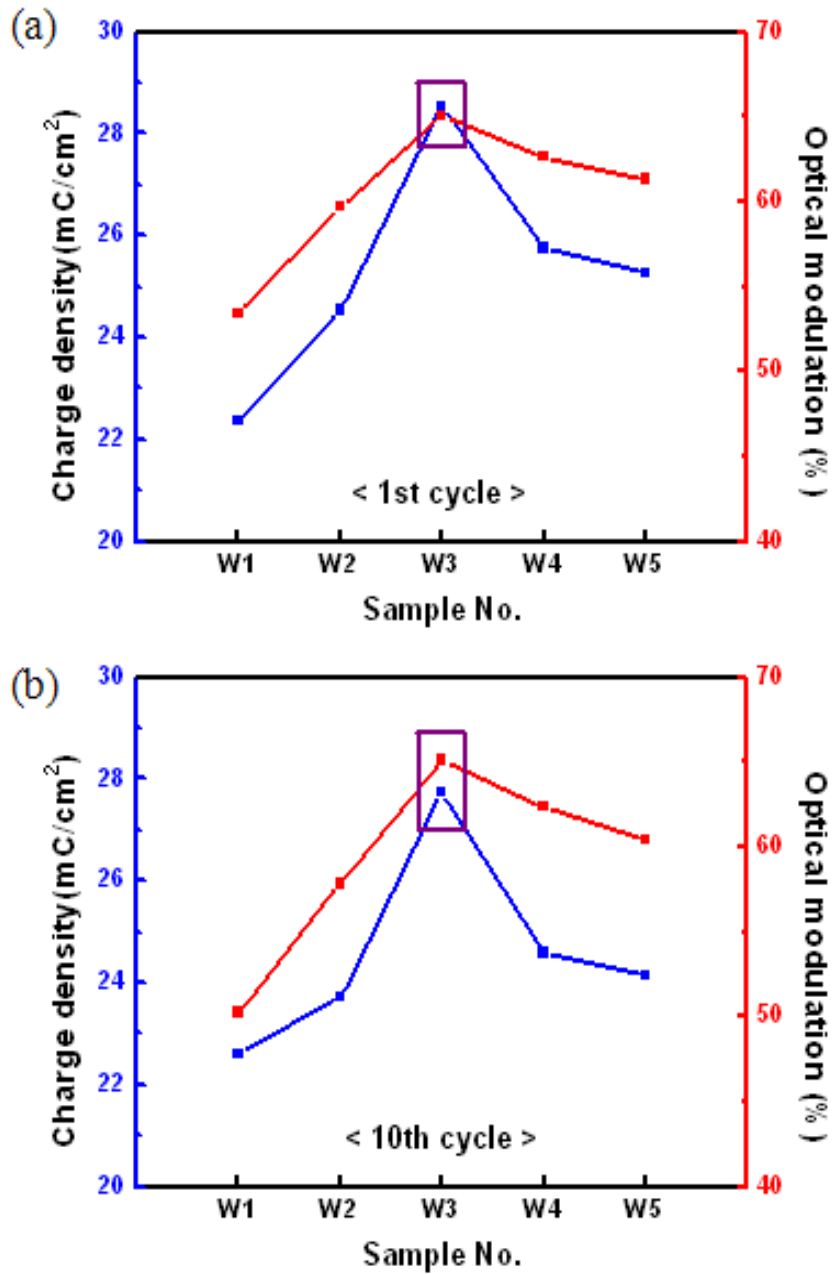 (a)
30
28
26
24
22
20
Charge density(mC/cm²)
70
60
50
40
Optical modulation (%)
< 1st cycle >
W1 W2 W3 W4 W5
Sample No.
(b)
30
28
26
24
22
20
Charge density(mC/cm²)
70
60
50
40
Optical modulation (%)
< 10th cycle >
W1 W2 W3 W4 W5
Sample No.